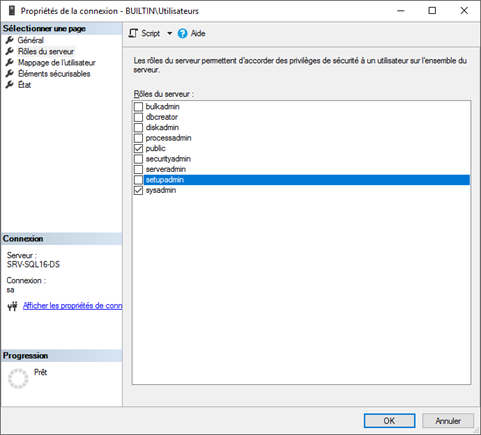 Propriétés de la connexion - BUILTIN\Utilisateurs
Sélectionner une page
Général
Rôles du serveur
Mappage de l'utilisateur
Éléments sécurisables
État
Script
Aide
Les rôles du serveur permettent d'accorder des privilèges de sécurité à un utilisateur sur l'ensemble du
serveur.
Rôles du serveur :
bulkadmin
dbcreator
diskadmin
processadmin
public
securityadmin
serveradmin
setupadmin
sysadmin
Connexion
Serveur :
SRV-SQL16-DS
Connexion :
sa
Afficher les propriétés de conn
Progression
Prêt
OK
Annuler